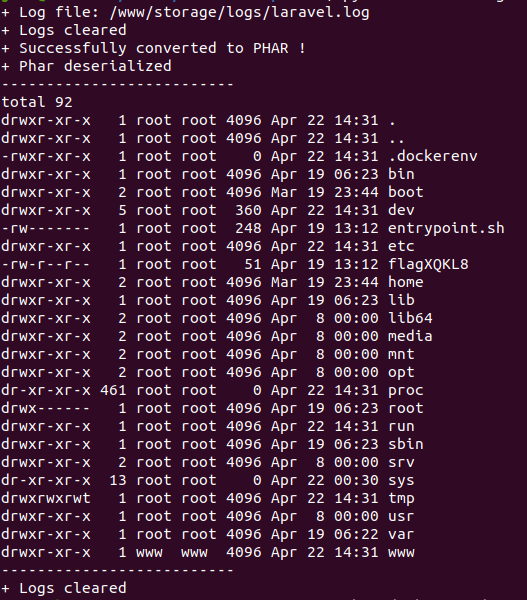 + Log file: /www/storage/logs/laravel.log
+ Logs cleared
+ Successfully converted to PHAR !
+ Phar deserialized
--------------------------
total 92
drwxr-xr-x   1 root root 4096 Apr 22 14:31 .
drwxr-xr-x   1 root root 4096 Apr 22 14:31 ..
-rwxr-xr-x   1 root root    0 Apr 22 14:31 .dockerenv
drwxr-xr-x   1 root root 4096 Apr 19 06:23 bin
drwxr-xr-x   2 root root 4096 Mar 19 23:44 boot
drwxr-xr-x   5 root root  360 Apr 22 14:31 dev
-rw-------   1 root root  248 Apr 19 13:12 entrypoint.sh
drwxr-xr-x   1 root root 4096 Apr 22 14:31 etc
-rw-r--r--   1 root root   51 Apr 19 13:12 flagXQKL8
drwxr-xr-x   2 root root 4096 Mar 19 23:44 home
drwxr-xr-x   1 root root 4096 Apr 19 06:23 lib
drwxr-xr-x   2 root root 4096 Apr  8 00:00 lib64
drwxr-xr-x   2 root root 4096 Apr  8 00:00 media
drwxr-xr-x   2 root root 4096 Apr  8 00:00 mnt
drwxr-xr-x   2 root root 4096 Apr  8 00:00 opt
dr-xr-xr-x 461 root root    0 Apr 22 14:31 proc
drwx------   1 root root 4096 Apr 19 06:23 root
drwxr-xr-x   1 root root 4096 Apr 22 14:31 run
drwxr-xr-x   1 root root 4096 Apr 19 06:23 sbin
drwxr-xr-x   2 root root 4096 Apr  8 00:00 srv
dr-xr-xr-x  13 root root    0 Apr 22 00:30 sys
drwxrwxrwt   1 root root 4096 Apr 22 14:31 tmp
drwxr-xr-x   1 root root 4096 Apr  8 00:00 usr
drwxr-xr-x   1 root root 4096 Apr 19 06:22 var
drwxr-xr-x   1 www  www  4096 Apr 22 14:31 www
--------------------------
+ Logs cleared